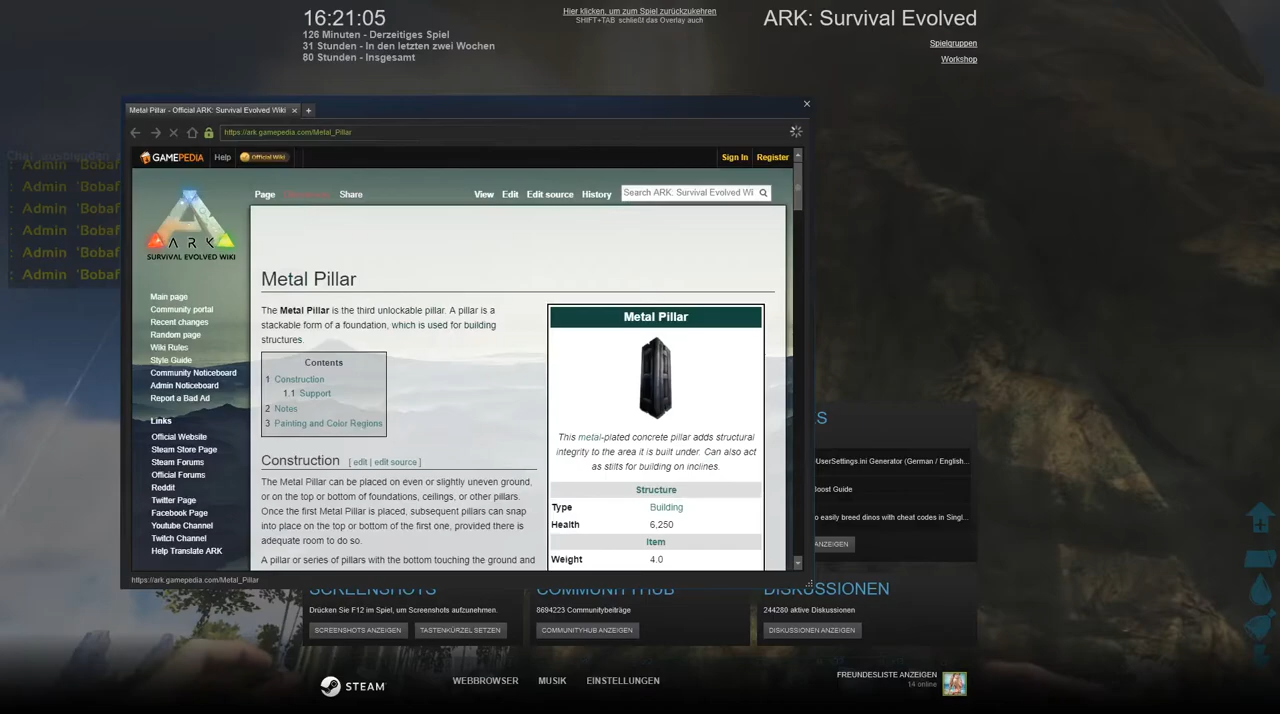 16:21:05
126 Minuten - Derzeitiges Spiel
31 Stunden - In den letzten zwei Wochen
80 Stunden - Insgesamt
Hier klicken, um zum Spiel zurückzukehren
SHIFT+TAB schließt das Overlay auch
ARK: Survival Evolved
Spielgruppen
Workshop
Metal Pillar - Official ARK: Survival Evolved Wiki
https://ark.gamepedia.com/Metal_Pillar
: Admin 'Bobaf
: Admin 'Bobaf
: Admin 'Bobaf
: Admin 'Bobaf
: Admin 'Bobaf
: Admin 'Bobaf
GAMEPEDIA Help Official Wiki Sign In Register
Page Share View Edit Edit source History Search ARK: Survival Evolved Wi
ARK
SURVIVAL EVOLVED WIKI
Main page
Community portal
Recent changes
Random page
Wiki Rules
Style Guide
Community Noticeboard
Admin Noticeboard
Report a Bad Ad
Links
Official Website
Steam Store Page
Steam Forums
Official Forums
Reddit
Twitter Page
Facebook Page
Youtube Channel
Twitch Channel
Help Translate ARK
Metal Pillar
The Metal Pillar is the third unlockable pillar. A pillar is a
stackable form of a foundation, which is used for building
structures.
Contents
1 Construction
1.1 Support
2 Notes
3 Painting and Color Regions
Construction [ edit | edit source ]
The Metal Pillar can be placed on even or slightly uneven ground,
or on the top or bottom of foundations, ceilings, or other pillars.
Once the first Metal Pillar is placed, subsequent pillars can snap
into place on the top or bottom of the first one, provided there is
adequate room to do so.
A pillar or series of pillars with the bottom touching the ground and
Metal Pillar
This metal-plated concrete pillar adds structural
integrity to the area it is built under. Can also act
as stilts for building on inclines.
Structure
Type Building
Health 6,250
Item
Weight 4.0
https://ark.gamepedia.com/Metal_Pillar
S
UserSettings.ini Generator (German / English...
Boost Guide
o easily breed dinos with cheat codes in Singl...
ANZEIGEN
SCREENSHOTS
Drücken Sie F12 im Spiel, um Screenshots aufzunehmen.
SCREENSHOTS ANZEIGEN TASTENKÜRZEL SETZEN
COMMUNITYHUB
8694223 Communitybeiträge
COMMUNITYHUB ANZEIGEN
DISKUSSIONEN
244280 aktive Diskussionen
DISKUSSIONEN ANZEIGEN
STEAM WEBBROWSER MUSIK EINSTELLUNGEN
FREUNDESLISTE ANZEIGEN
14 online